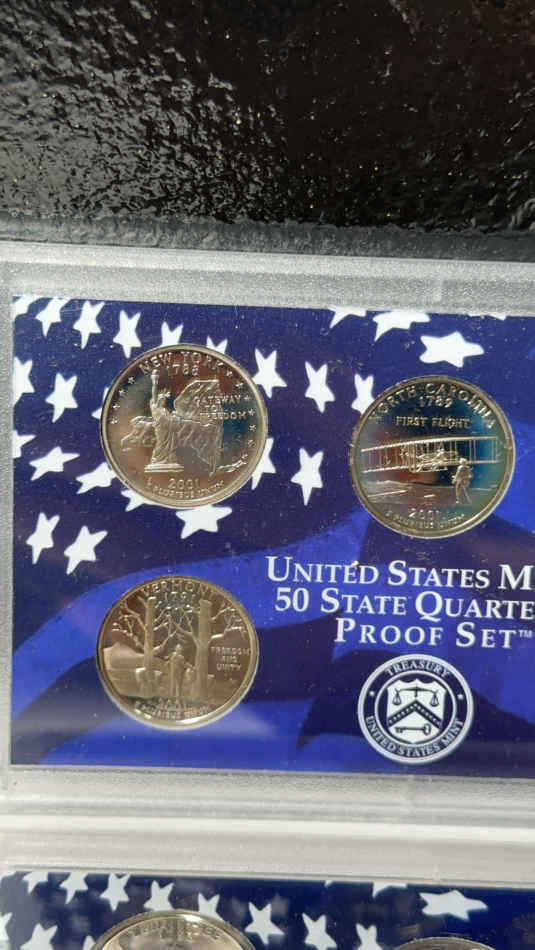 NEW YORK
1788
GATEWAY
TO
FREEDOM
2001
E PLURIBUS UNUM
NORTH CAROLINA
1789
FIRST FLIGHT
2001
E PLURIBUS UNUM
UNITED STATES M
50 STATE QUARTE
PROOF SET™
VERMONT
1791
FREEDOM
AND
UNITY
2001
E PLURIBUS UNUM
TREASURY
UNITED STATES MINT